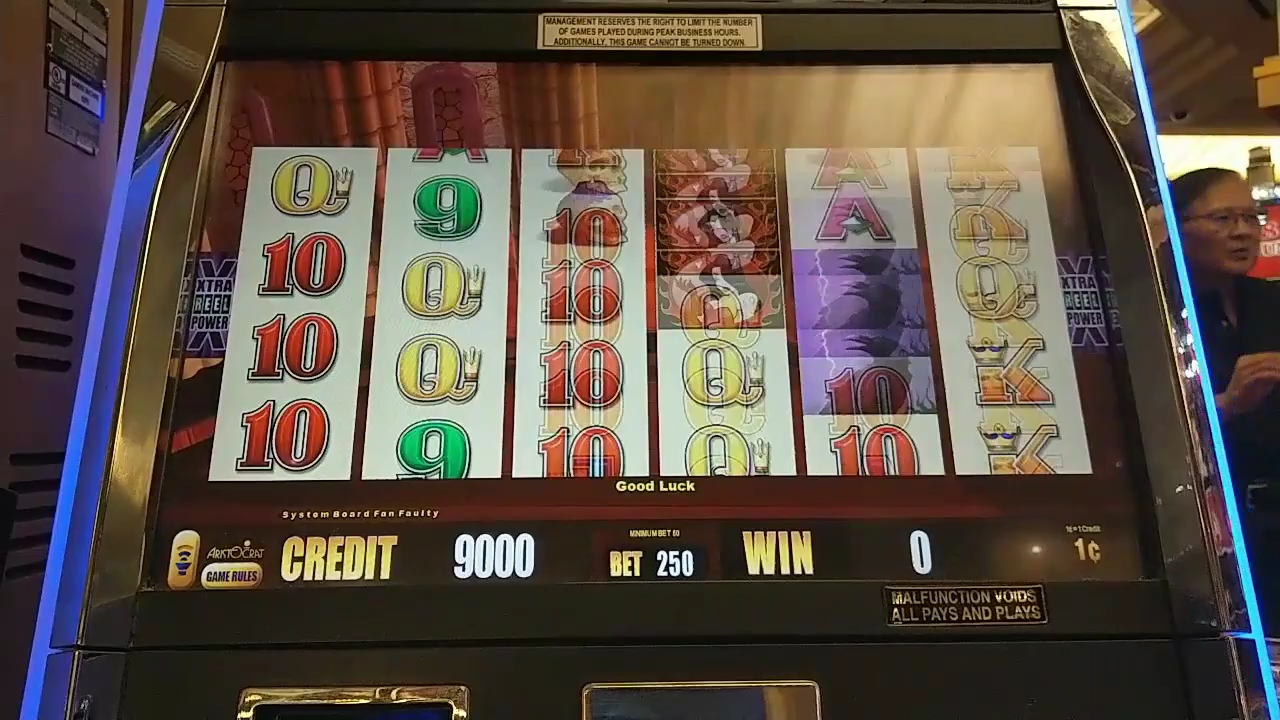 MANAGEMENT RESERVES THE RIGHT TO LIMIT THE NUMBER
OF GAMES PLAYED DURING PEAK BUSINESS HOURS.
ADDITIONALLY, THIS GAME CANNOT BE TURNED DOWN.
Q 9 10 A K
10 Q 10 Q Q
10 Q 10 Q 10 K
10 9 10 Q 10 K
XTRA
REEL
POWER
XTRA
REEL
POWER
Good Luck
System Board Fan Faulty
ARISTOCRAT
GAME RULES
CREDIT 9000
MINIMUM BET 50
BET 250
WIN 0
1¢=1Credit
1¢
MALFUNCTION VOIDS
ALL PAYS AND PLAYS